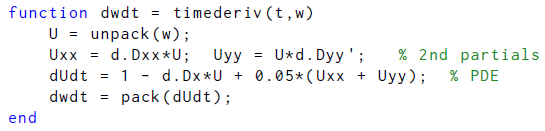 function dwdt = timederiv(t,w)
    U = unpack(w);
    Uxx = d.Dxx*U;  Uyy = U*d.Dyy';   % 2nd partials
    dUdt = 1 - d.Dx*U + 0.05*(Uxx + Uyy);  % PDE
    dwdt = pack(dUdt);
end